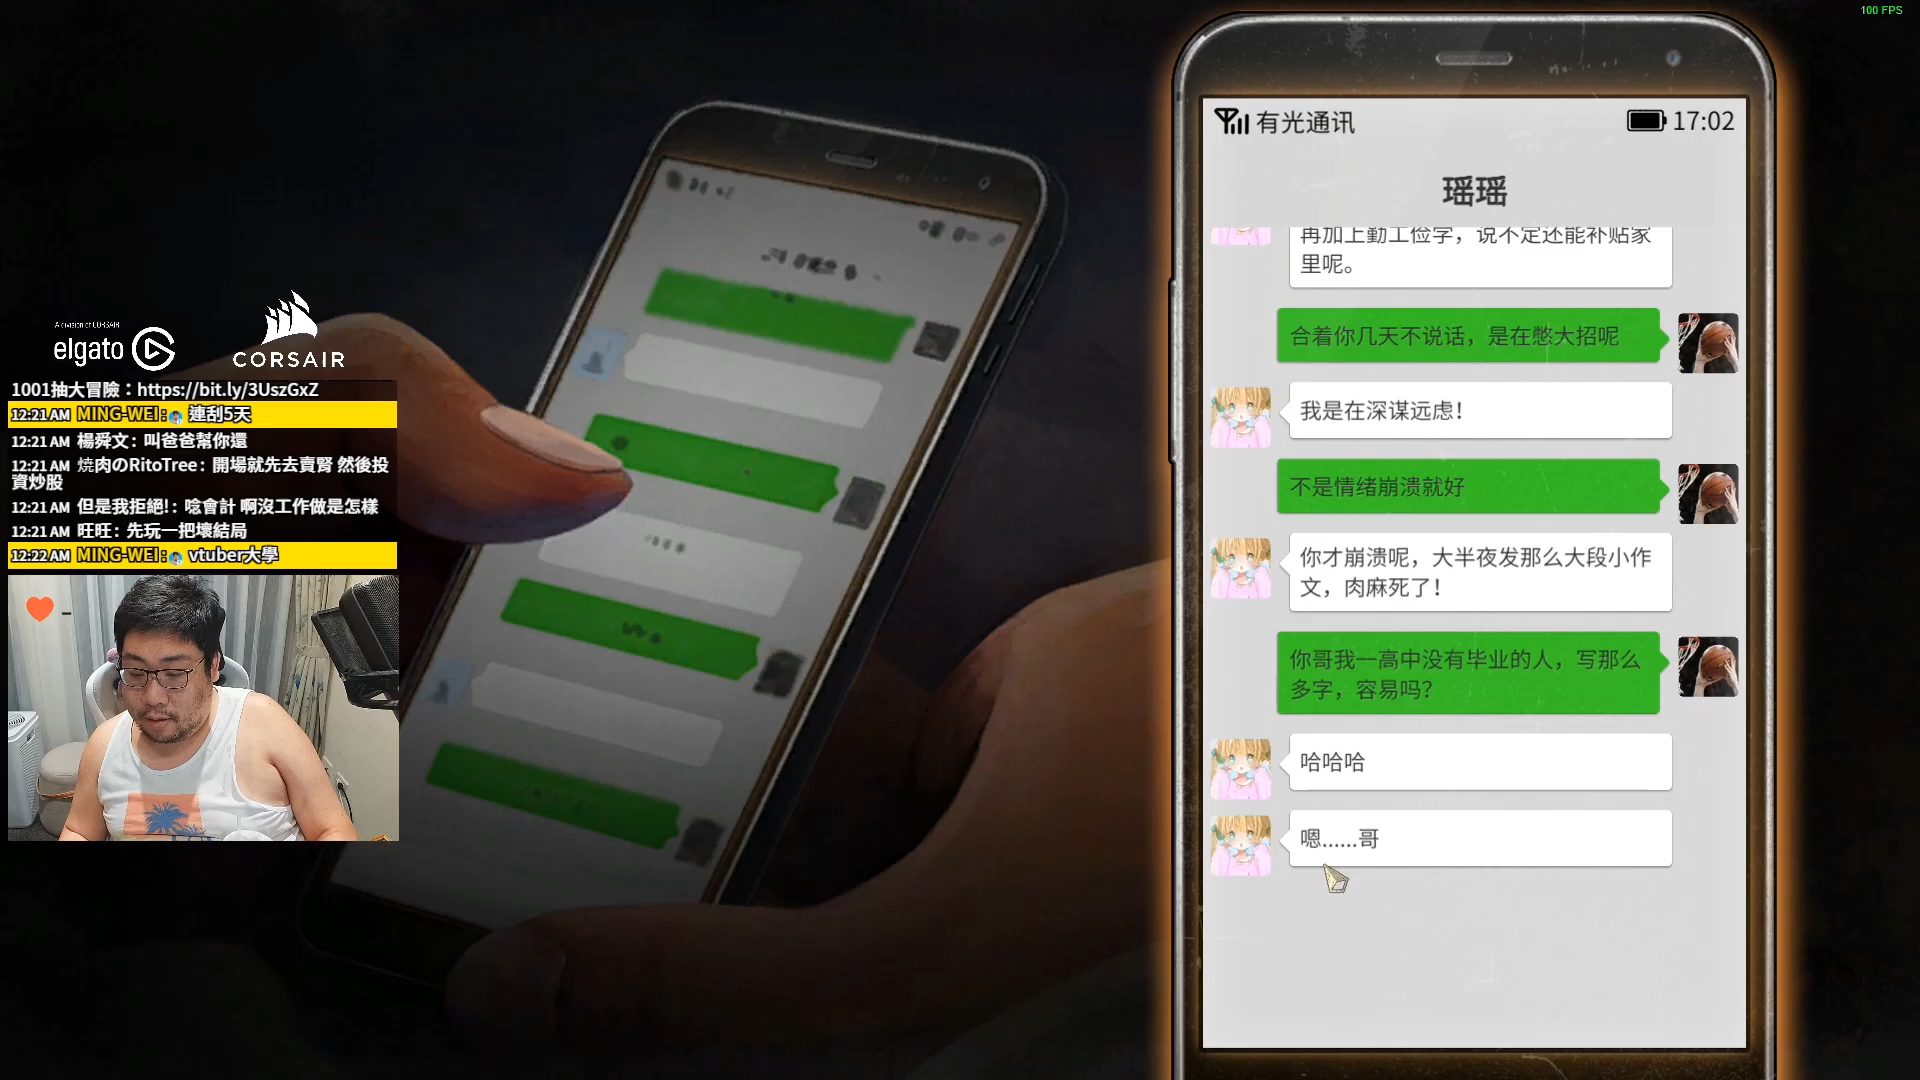 100 FPS
有光通讯
17:02
瑶瑶
再加上勤工俭学，说不定还能补贴家
里呢。
合着你几天不说话，是在憋大招呢
我是在深谋远虑！
不是情绪崩溃就好
你才崩溃呢，大半夜发那么大段小作
文，肉麻死了！
你哥我一高中没有毕业的人，写那么
多字，容易吗？
哈哈哈
嗯......哥
A division of CORSAIR
elgato
CORSAIR
1001抽大冒險：https://bit.ly/3UszGxZ
12:21 AM MING-WEI: 連刮5天
12:21 AM 楊舜文: 叫爸爸幫你還
12:21 AM 燒肉のRitoTree: 開場就先去賣腎 然後投
資炒股
12:21 AM 但是我拒絕!: 唸會計 啊沒工作做是怎樣
12:21 AM 旺旺: 先玩一把壞結局
12:22 AM MING-WEI: vtuber大學